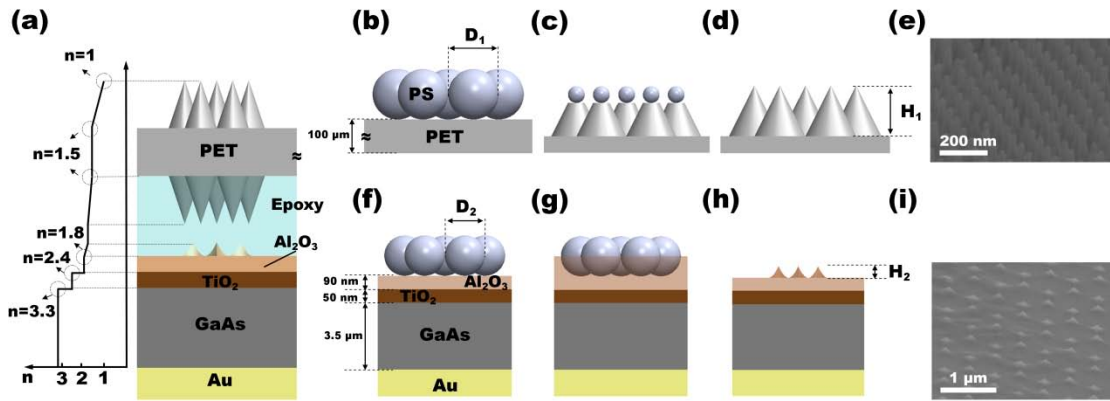 (a)
n=1
n=1.5
n=1.8
n=2.4
n=3.3
n
3
2
1
PET
≈
Epoxy
Al2O3
TiO2
GaAs
Au
(b)
D1
PS
100 μm
≈
PET
(c)
(d)
H1
(e)
200 nm
(f)
D2
90 nm
Al2O3
50 nm
TiO2
3.5 μm
GaAs
Au
(g)
(h)
H2
(i)
1 μm